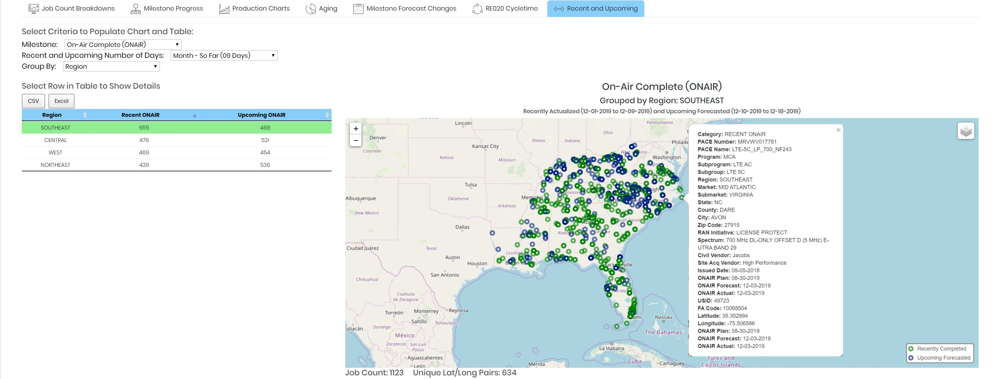 Job Count Breakdowns
Milestone Progress
Production Charts
Aging
Milestone Forecast Changes
RE020 Cycletime
Recent and Upcoming
Select Criteria to Populate Chart and Table:
Milestone: On-Air Complete (ONAIR)
Recent and Upcoming Number of Days: Month - So Far (09 Days)
Group By: Region
Select Row in Table to Show Details
CSV Excel
Region Recent ONAIR Upcoming ONAIR
SOUTHEAST 655 468
CENTRAL 476 521
WEST 469 454
NORTHEAST 439 536
On-Air Complete (ONAIR)
Grouped by Region: SOUTHEAST
Recently Actualized (12-01-2019 to 12-09-2019) and Upcoming Forecasted (12-10-2019 to 12-18-2019)
+
−
Lincoln
Pennsylvania
Denver
Colorado
Ohio
Illinois
Indiana
Kansas City
Kansas
Missouri
Washington
Tulsa
Oklahoma
Albuquerque
New Mexico
Arkansas
Memphis
Dallas
Ciudad Juárez
Texas
Louisiana
Austin
Houston
San Antonio
Chihuahua
Coahuila
de Zaragoza
Torreón
Monterrey
Reynosa
Saltillo
Tamaulipas
Durango
México
Zacatecas
San Luis
Potosí
Aguascalientes
León
Mérida
Nassau
The Bahamas
La Habana
Cuba
Camagüey
Turks and
Caicos Islands
×
Category: RECENT ONAIR
PACE Number: MRVWV017781
PACE Name: LTE-5C_LP_700_NF243
Program: MCA
Subprogram: LTE AC
Subgroup: LTE 5C
Region: SOUTHEAST
Market: MID ATLANTIC
Submarket: VIRGINIA
State: NC
County: DARE
City: AVON
Zip Code: 27915
RAN Initiative: LICENSE PROTECT
Spectrum: 700 MHz DL-ONLY OFFSET D (5 MHz) E-
UTRA BAND 29
Civil Vendor: Jacobs
Site Acq Vendor: High Performance
Issued Date: 09-05-2018
ONAIR Plan: 08-30-2019
ONAIR Forecast: 12-03-2019
ONAIR Actual: 12-03-2019
USID: 49723
FA Code: 10068504
Latitude: 35.352994
Longitude: -75.506586
ONAIR Plan: 08-30-2019
ONAIR Forecast: 12-03-2019
ONAIR Actual: 12-03-2019
Recently Completed
Upcoming Forecasted
Job Count: 1123 Unique Lat/Long Pairs: 634